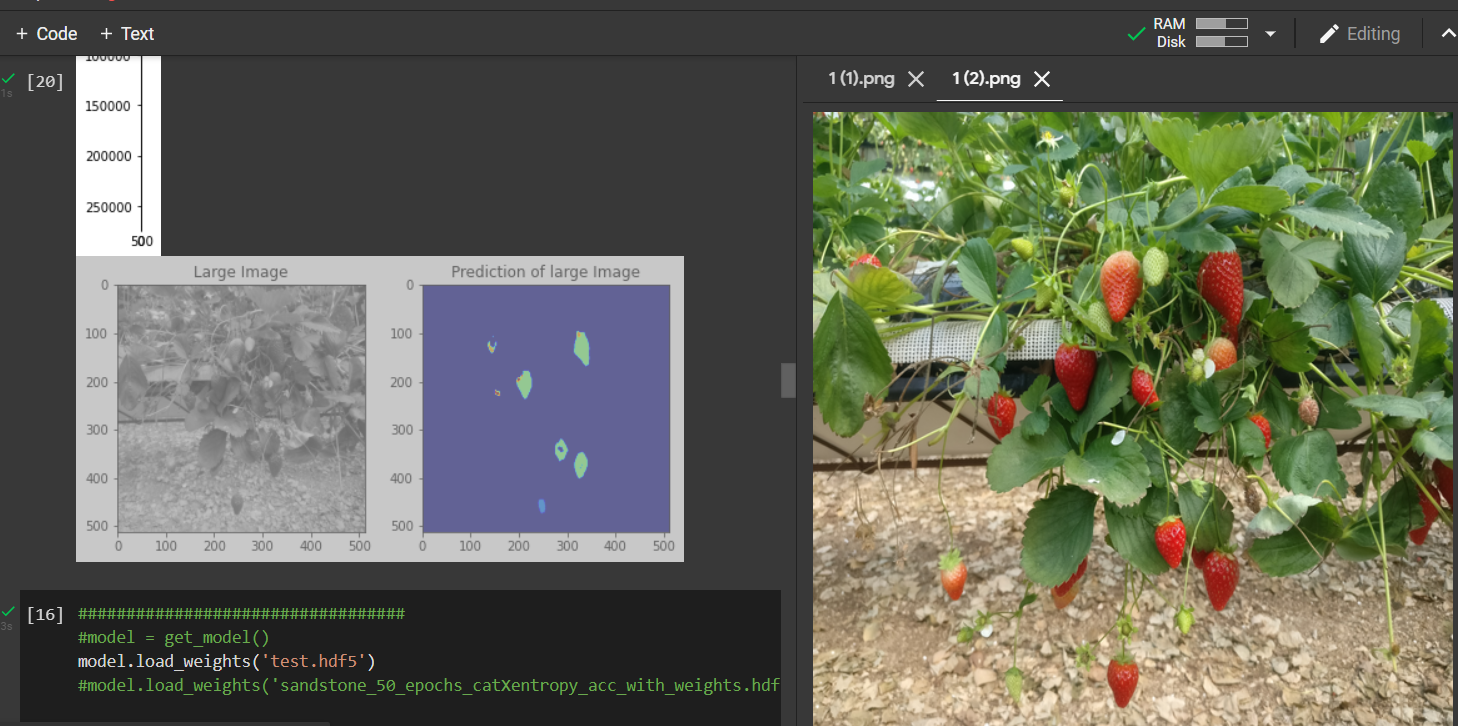 + Code + Text
RAM
Disk
Editing
[20]
1s
100000
150000
200000
250000
500
1 (1).png
1 (2).png
Large Image
Prediction of large Image
0
100
200
300
400
500
0 100 200 300 400 500
0
100
200
300
400
500
0 100 200 300 400 500
[16]
3s
##################################
#model = get_model()
model.load_weights('test.hdf5')
#model.load_weights('sandstone_50_epochs_catXentropy_acc_with_weights.hdf